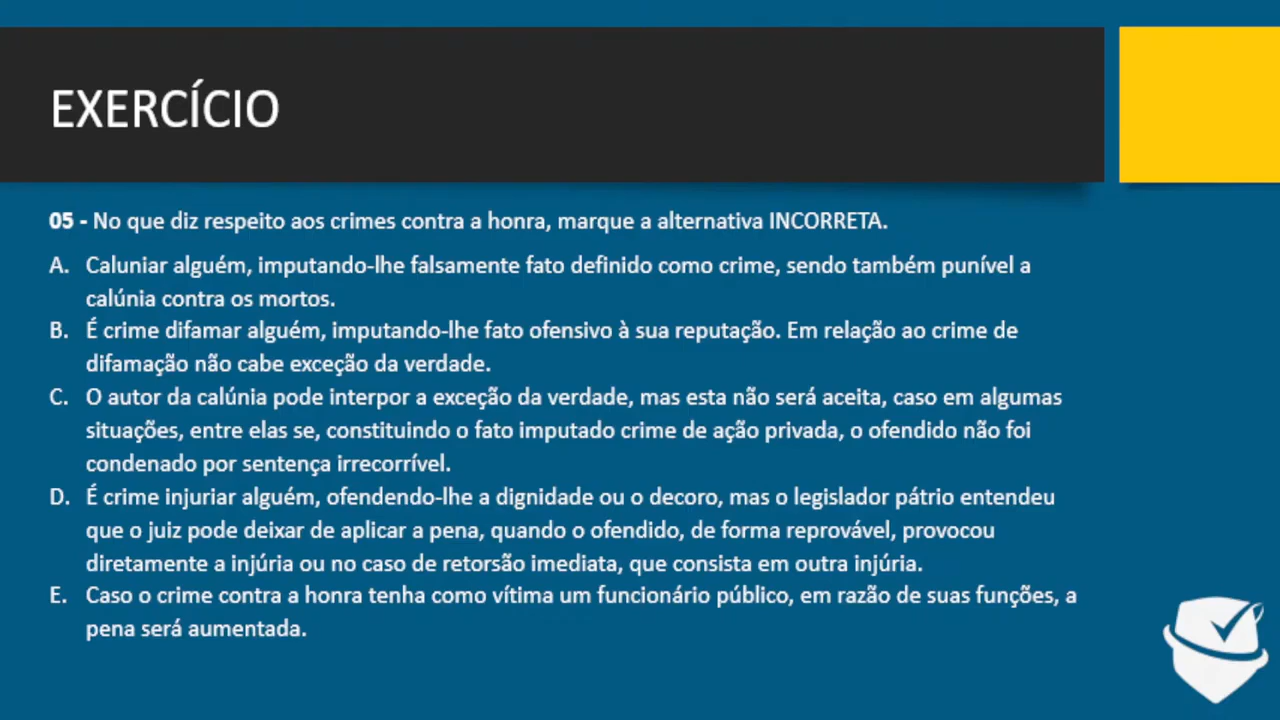 EXERCÍCIO
05 - No que diz respeito aos crimes contra a honra, marque a alternativa INCORRETA.
A. Caluniar alguém, imputando-lhe falsamente fato definido como crime, sendo também punível a
calúnia contra os mortos.
B. É crime difamar alguém, imputando-lhe fato ofensivo à sua reputação. Em relação ao crime de
difamação não cabe exceção da verdade.
C. O autor da calúnia pode interpor a exceção da verdade, mas esta não será aceita, caso em algumas
situações, entre elas se, constituindo o fato imputado crime de ação privada, o ofendido não foi
condenado por sentença irrecorrível.
D. É crime injuriar alguém, ofendendo-lhe a dignidade ou o decoro, mas o legislador pátrio entendeu
que o juiz pode deixar de aplicar a pena, quando o ofendido, de forma reprovável, provocou
diretamente a injúria ou no caso de retorsão imediata, que consista em outra injúria.
E. Caso o crime contra a honra tenha como vítima um funcionário público, em razão de suas funções, a
pena será aumentada.